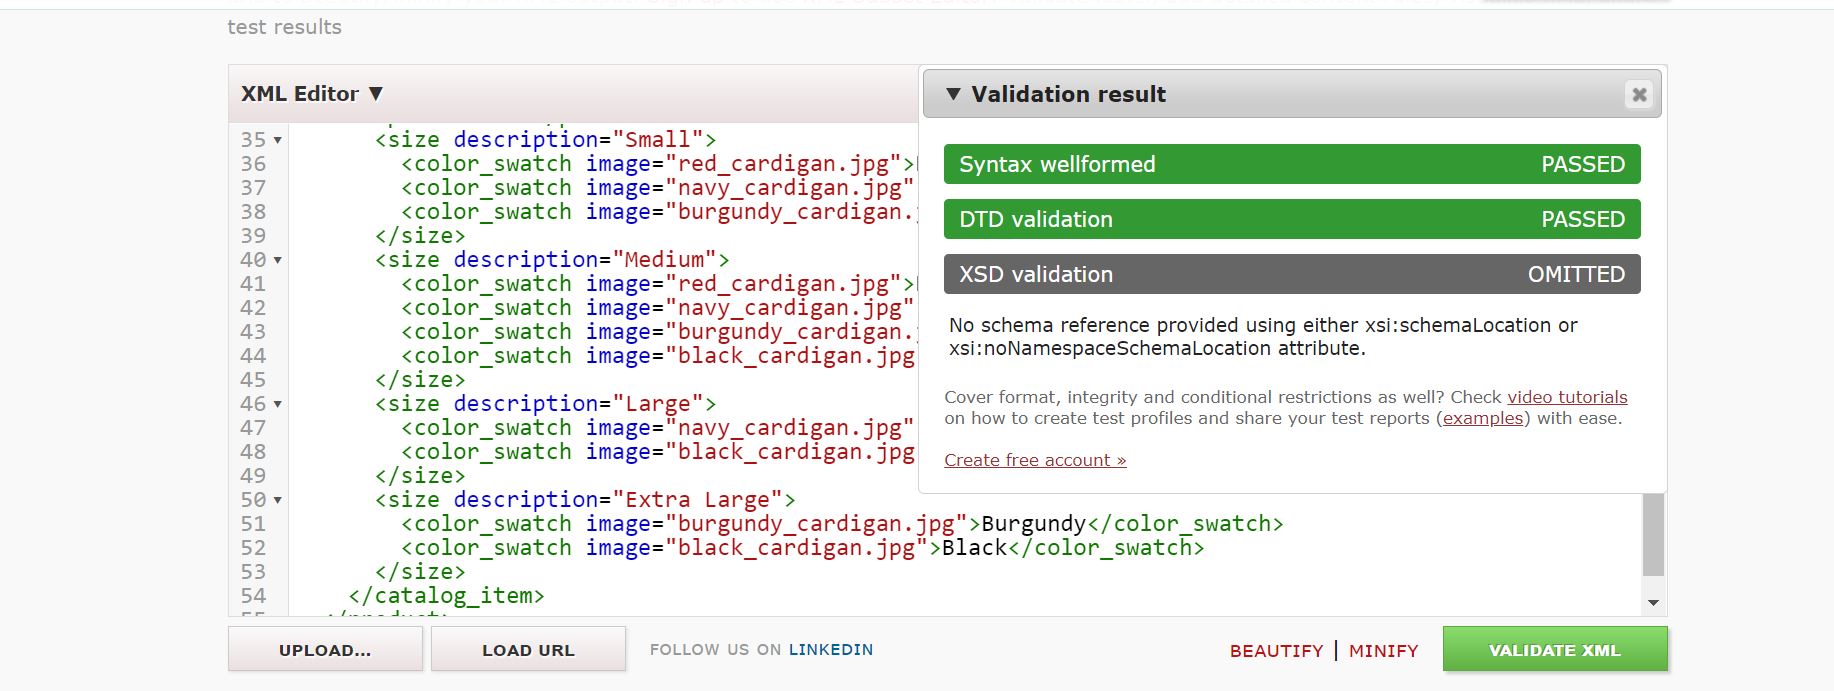 test results
XML Editor ▼
▼ Validation result
35 <size description="Small">
36 <color_swatch image="red_cardigan.jpg">
37 <color_swatch image="navy_cardigan.jpg"
38 <color_swatch image="burgundy_cardigan.
39 </size>
40 <size description="Medium">
41 <color_swatch image="red_cardigan.jpg">
42 <color_swatch image="navy_cardigan.jpg"
43 <color_swatch image="burgundy_cardigan.
44 <color_swatch image="black_cardigan.jpg
45 </size>
46 <size description="Large">
47 <color_swatch image="navy_cardigan.jpg"
48 <color_swatch image="black_cardigan.jpg
49 </size>
50 <size description="Extra Large">
51 <color_swatch image="burgundy_cardigan.jpg">Burgundy</color_swatch>
52 <color_swatch image="black_cardigan.jpg">Black</color_swatch>
53 </size>
54 </catalog_item>
Syntax wellformed PASSED
DTD validation PASSED
XSD validation OMITTED
No schema reference provided using either xsi:schemaLocation or
xsi:noNamespaceSchemaLocation attribute.
Cover format, integrity and conditional restrictions as well? Check video tutorials
on how to create test profiles and share your test reports (examples) with ease.
Create free account »
UPLOAD...
LOAD URL
FOLLOW US ON LINKEDIN
BEAUTIFY | MINIFY
VALIDATE XML